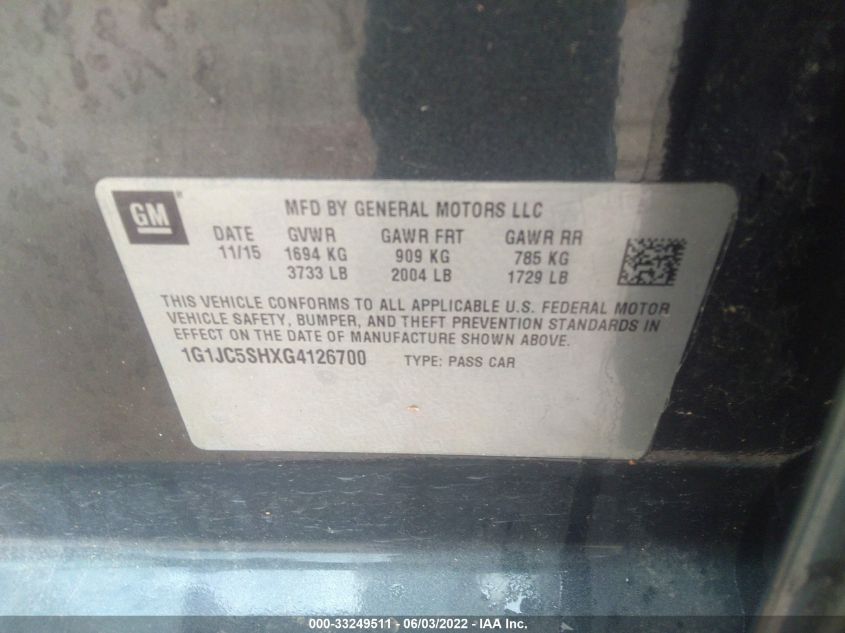 GM®
MFD BY GENERAL MOTORS LLC
DATE GVWR GAWR FRT GAWR RR
11/15 1694 KG 909 KG 785 KG
3733 LB 2004 LB 1729 LB
THIS VEHICLE CONFORMS TO ALL APPLICABLE U.S. FEDERAL MOTOR
VEHICLE SAFETY, BUMPER, AND THEFT PREVENTION STANDARDS IN
EFFECT ON THE DATE OF MANUFACTURE SHOWN ABOVE.
1G1JC5SHXG4126700 TYPE: PASS CAR
000-33249511 - 06/03/2022 - IAA Inc.